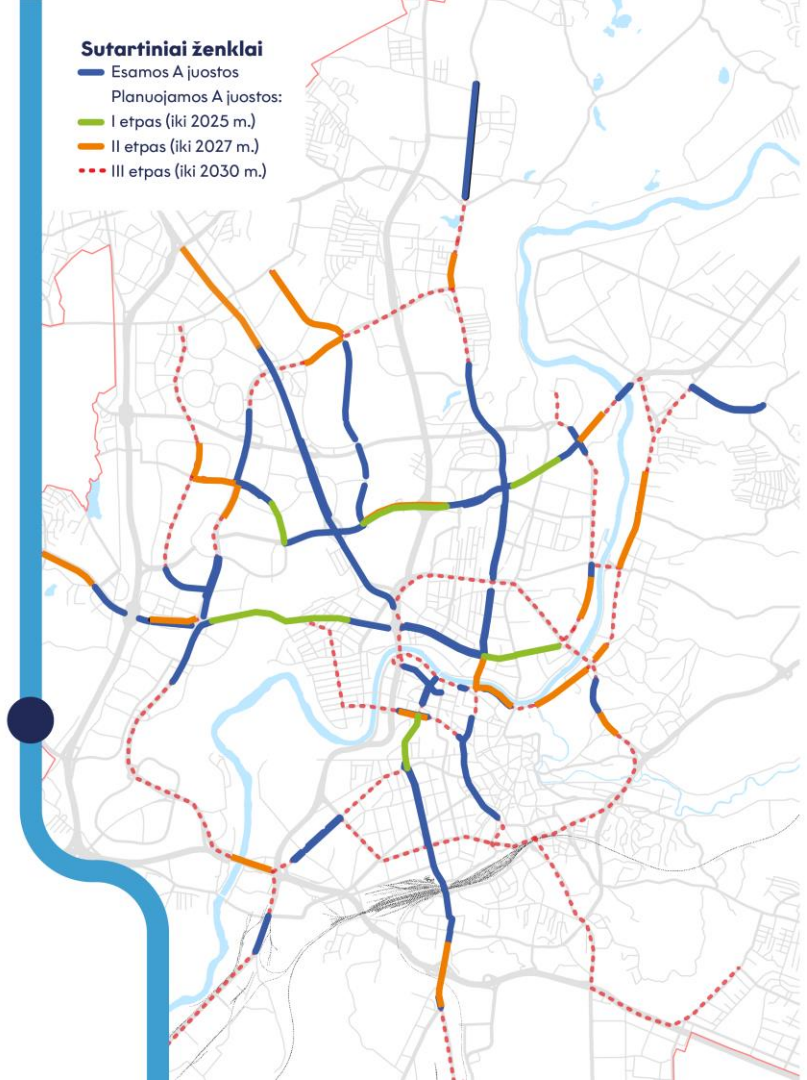 Sutartiniai ženklai
Esamos A juostos
Planuojamos A juostos:
I etpas (iki 2025 m.)
II etpas (iki 2027 m.)
III etpas (iki 2030 m.)